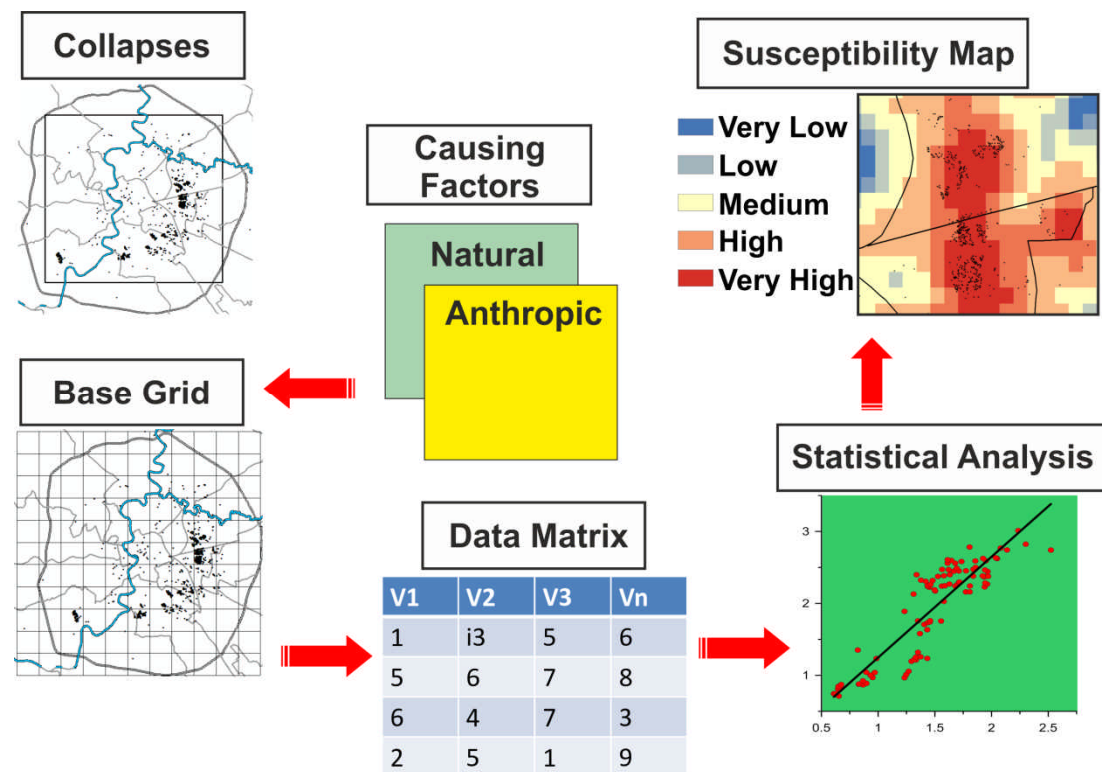 Collapses
Causing
Factors
Natural
Anthropic
Susceptibility Map
Very Low
Low
Medium
High
Very High
Base Grid
Data Matrix
V1 V2 V3 Vn
1 i3 5 6
5 6 7 8
6 4 7 3
2 5 1 9
Statistical Analysis
3
2
1
0.5 1 1.5 2 2.5